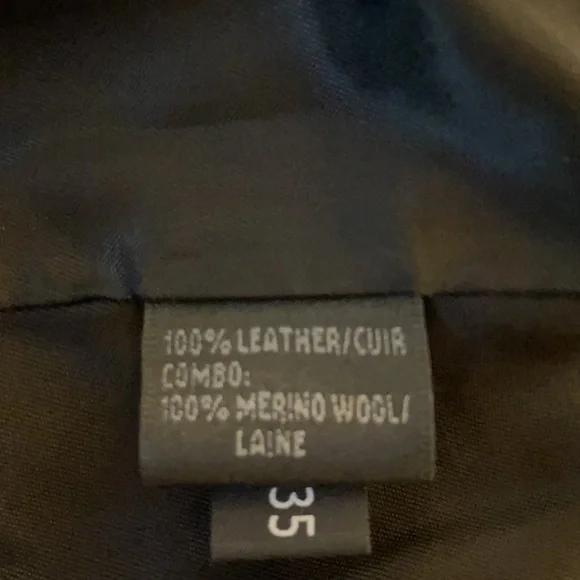 100% LEATHER/CUIR
COMBO:
100% MERINO WOOL/
LAINE
35